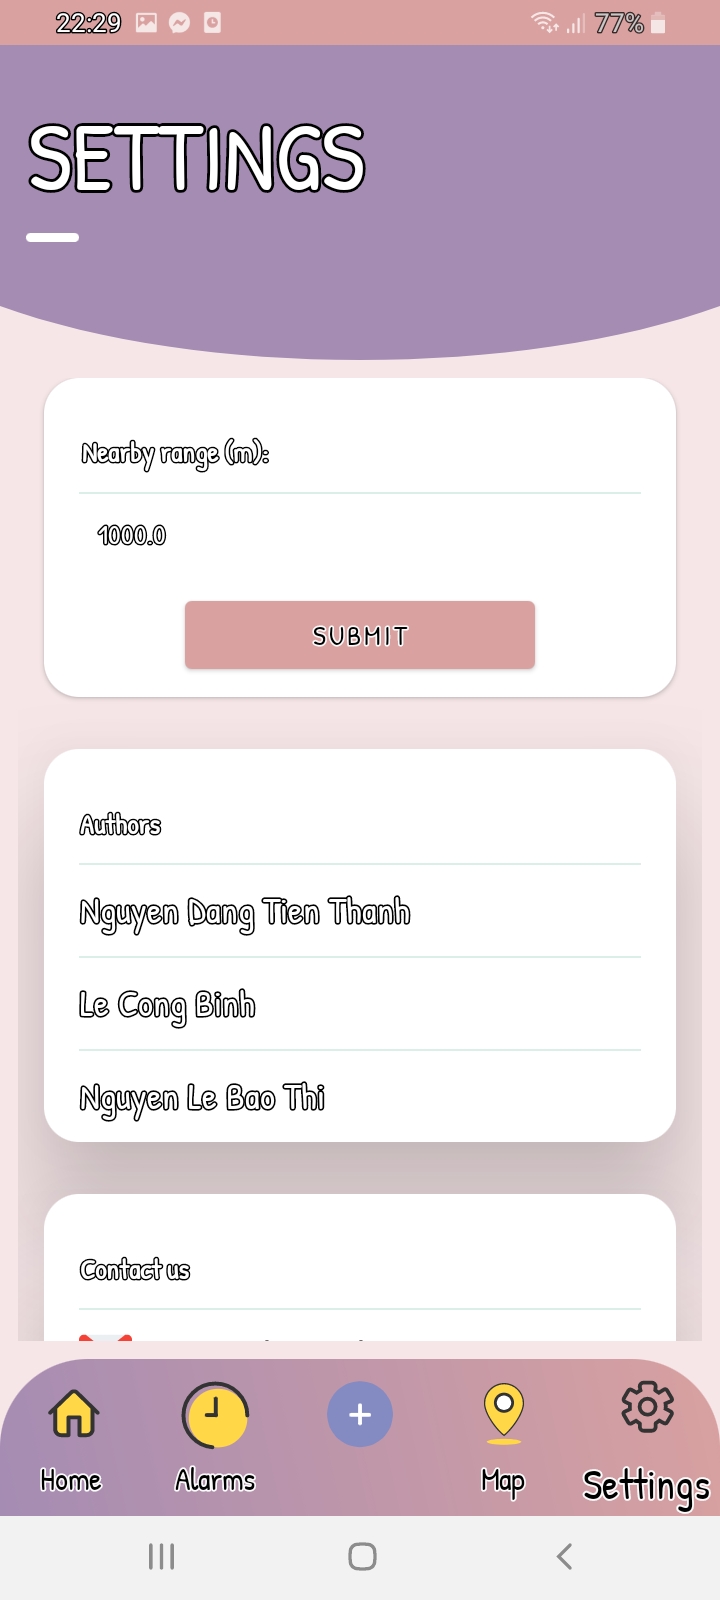 22:29
77%
SETTINGS
Nearby range (m):
1000.0
SUBMIT
Authors
Nguyen Dang Tien Thanh
Le Cong Binh
Nguyen Le Bao Thi
Contact us
Home
Alarms
Map
Settings